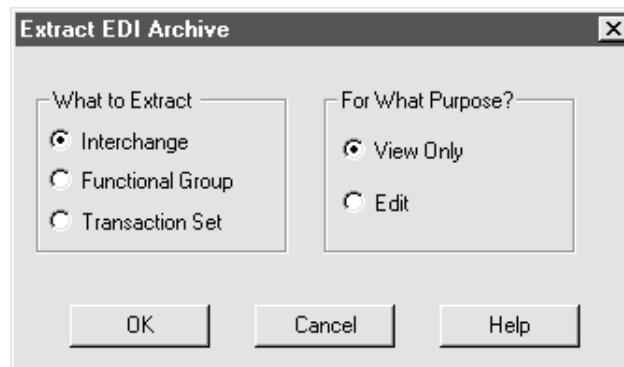 Extract EDI Archive
What to Extract
Interchange
Functional Group
Transaction Set
For What Purpose?
View Only
Edit
OK
Cancel
Help